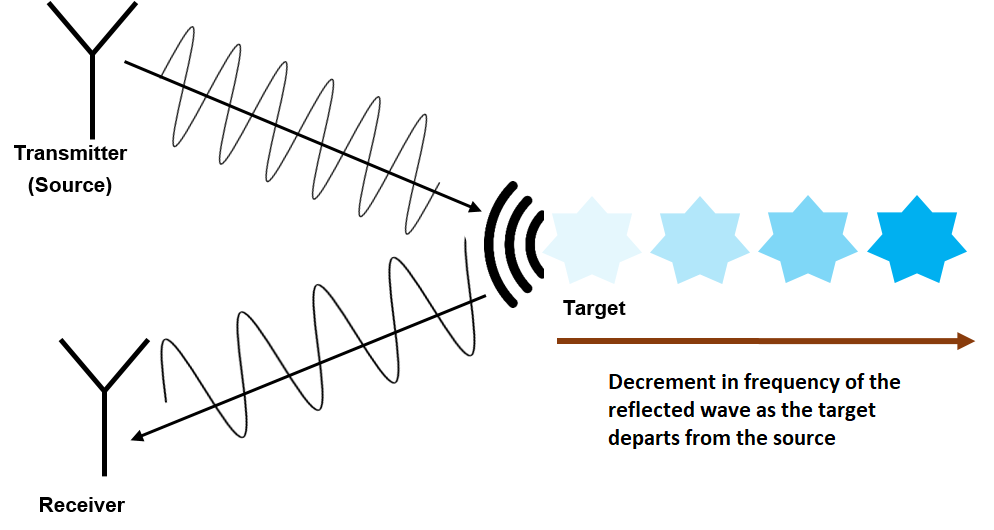 Transmitter
(Source)
Target
Decrement in frequency of the
reflected wave as the target
departs from the source
Receiver